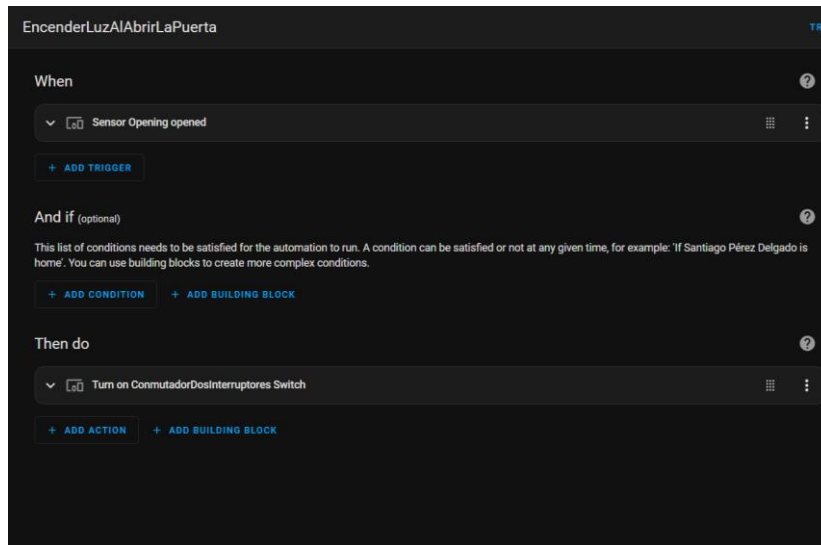 EncenderLuzAlAbrirLaPuerta
TR
When
Sensor Opening opened
+ ADD TRIGGER
And if (optional)
This list of conditions needs to be satisfied for the automation to run. A condition can be satisfied or not at any given time, for example: 'If Santiago Pérez Delgado is
home'. You can use building blocks to create more complex conditions.
+ ADD CONDITION + ADD BUILDING BLOCK
Then do
Turn on ConmutadorDosInterruptores Switch
+ ADD ACTION + ADD BUILDING BLOCK